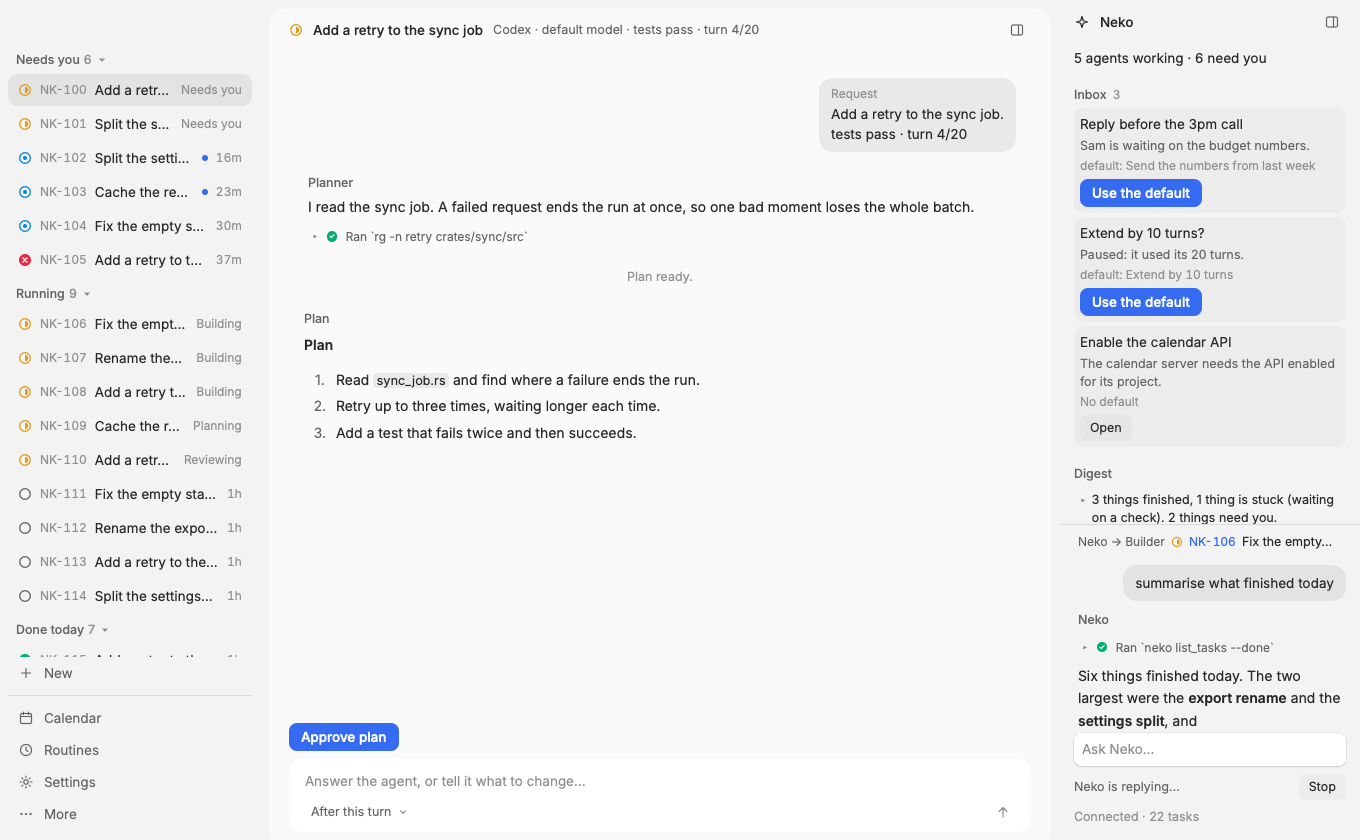 Needs you 6
NK-100 Add a retr... Needs you
NK-101 Split the s... Needs you
NK-102 Split the setti... 16m
NK-103 Cache the re... 23m
NK-104 Fix the empty s... 30m
NK-105 Add a retry to t... 37m
Running 9
NK-106 Fix the empt... Building
NK-107 Rename the... Building
NK-108 Add a retry t... Building
NK-109 Cache the r... Planning
NK-110 Add a retr... Reviewing
NK-111 Fix the empty sta... 1h
NK-112 Rename the expo... 1h
NK-113 Add a retry to the... 1h
NK-114 Split the settings... 1h
Done today 7
New
Calendar
Routines
Settings
More
Add a retry to the sync job Codex · default model · tests pass · turn 4/20
Request
Add a retry to the sync job.
tests pass · turn 4/20
Planner
I read the sync job. A failed request ends the run at once, so one bad moment loses the whole batch.
Ran `rg -n retry crates/sync/src`
Plan ready.
Plan
Plan
1. Read sync_job.rs and find where a failure ends the run.
2. Retry up to three times, waiting longer each time.
3. Add a test that fails twice and then succeeds.
Approve plan
Answer the agent, or tell it what to change...
After this turn
Neko
5 agents working · 6 need you
Inbox 3
Reply before the 3pm call
Sam is waiting on the budget numbers.
default: Send the numbers from last week
Use the default
Extend by 10 turns?
Paused: it used its 20 turns.
default: Extend by 10 turns
Use the default
Enable the calendar API
The calendar server needs the API enabled
for its project.
No default
Open
Digest
3 things finished, 1 thing is stuck (waiting
on a check). 2 things need you.
Neko → Builder NK-106 Fix the empty...
summarise what finished today
Neko
Ran `neko list_tasks --done`
Six things finished today. The two
largest were the export rename and the
settings split, and
Ask Neko...
Neko is replying... Stop
Connected · 22 tasks